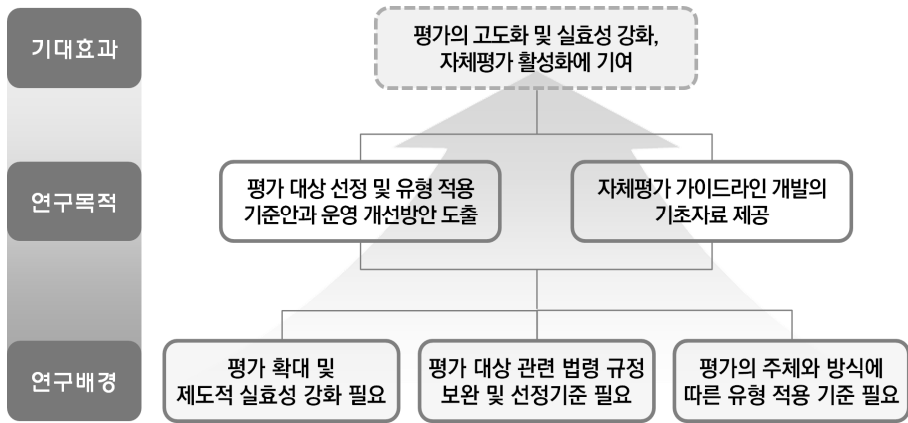 기대효과
평가의 고도화 및 실효성 강화,
자체평가 활성화에 기여
연구목적
평가 대상 선정 및 유형 적용
기준안과 운영 개선방안 도출
자체평가 가이드라인 개발의
기초자료 제공
연구배경
평가 확대 및
제도적 실효성 강화 필요
평가 대상 관련 법령 규정
보완 및 선정기준 필요
평가의 주체와 방식에
따른 유형 적용 기준 필요